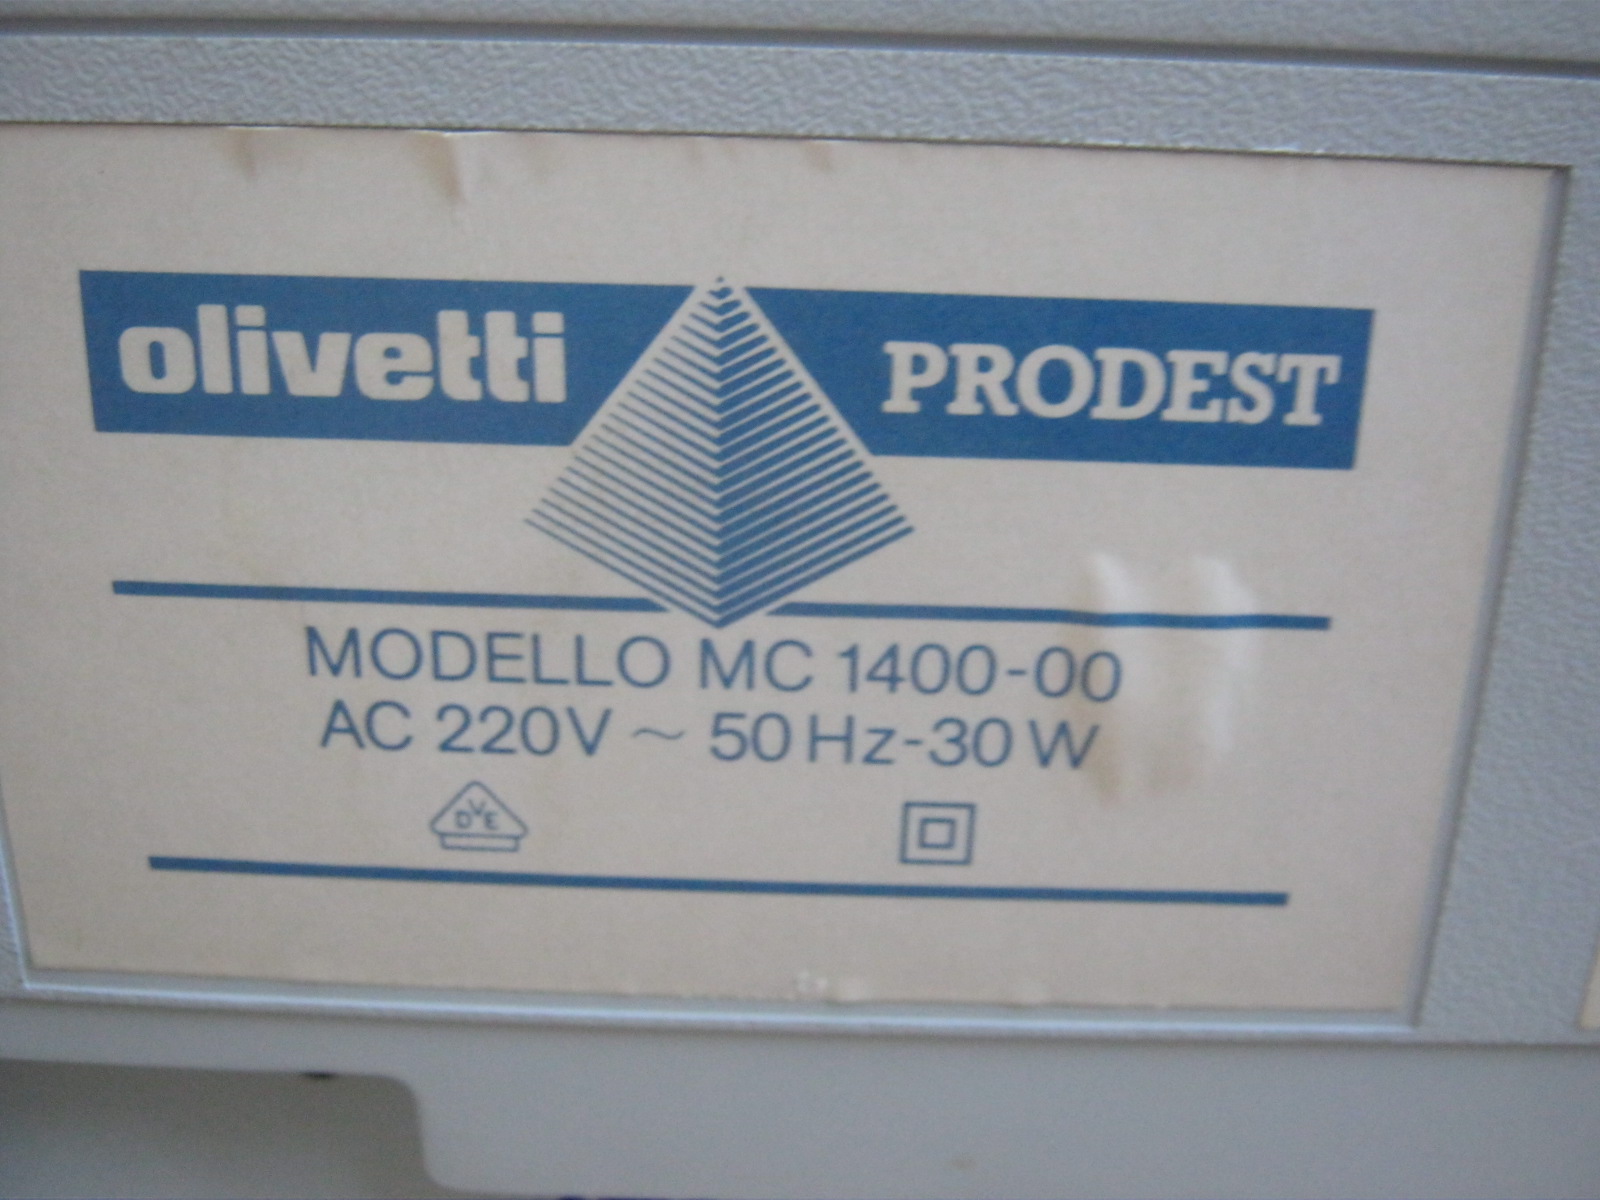 olivetti PRODEST
MODELLO MC 1400-00
AC 220V ~ 50 Hz-30 W
DVE